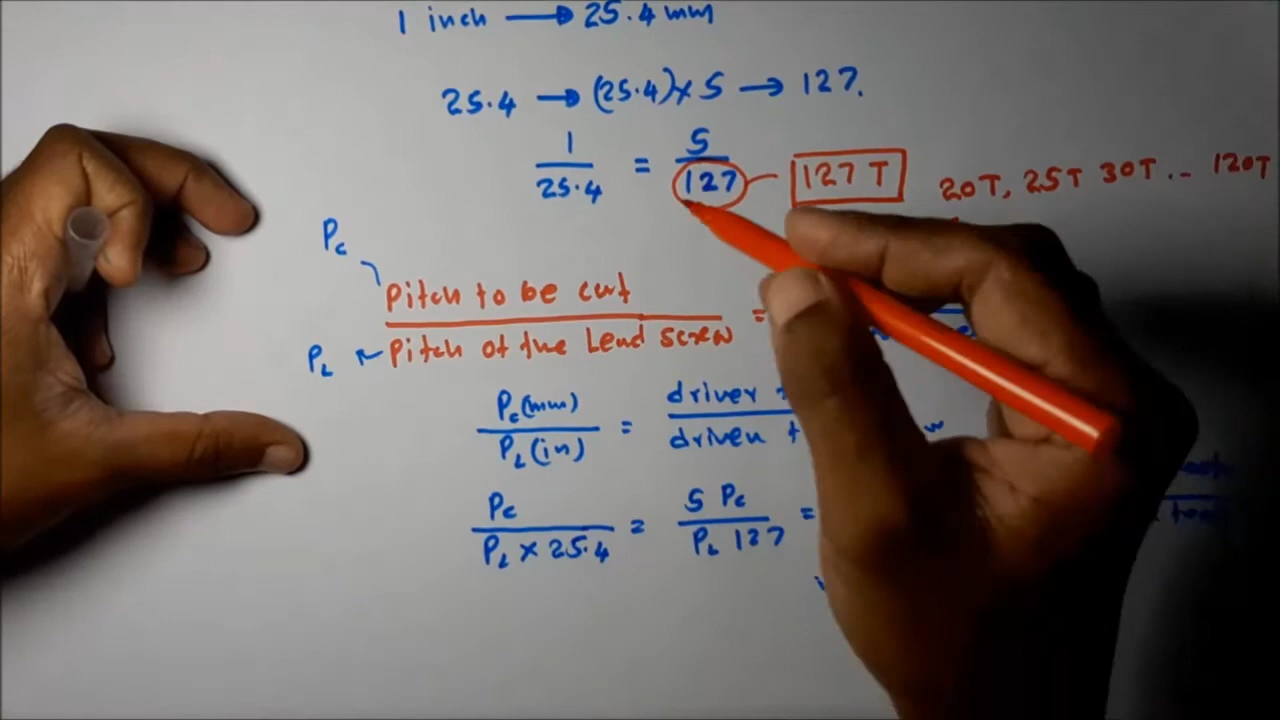 1 inch → 25.4 mm
25.4 → (25.4)×5 → 127.
1/25.4 = 5/127 — 127 T 20T, 25T 30T... 120T
Pc
Pitch to be cut / Pitch of the Lead screw =
PL
Pc(mm)/PL(in) = driver / driven
Pc/PL × 25.4 = 5 Pc/PL 127 =